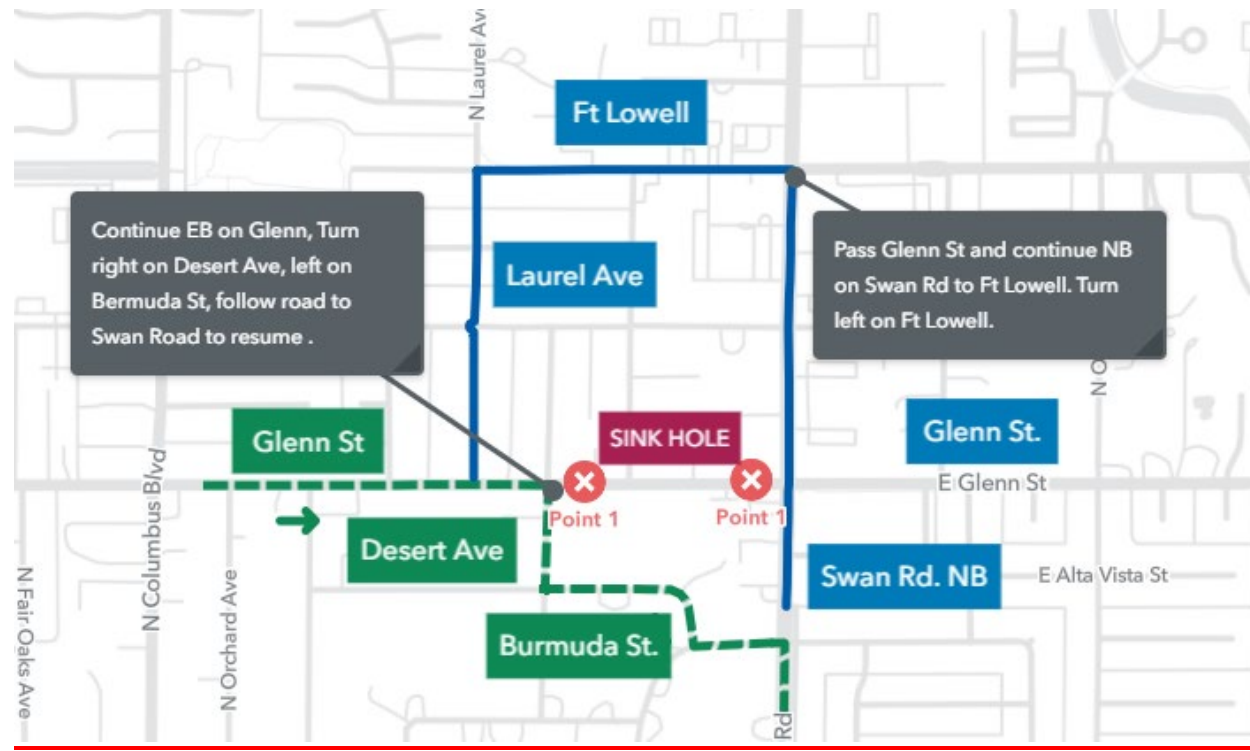 N Laurel Av
Ft Lowell
Continue EB on Glenn, Turn
right on Desert Ave, left on
Bermuda St, follow road to
Swan Road to resume .
Pass Glenn St and continue NB
on Swan Rd to Ft Lowell. Turn
left on Ft Lowell.
Laurel Ave
N O
Glenn St
SINK HOLE
Glenn St.
E Glenn St
Point 1
Point 1
N Columbus Blvd
Desert Ave
Swan Rd. NB
E Alta Vista St
N Fair Oaks Ave
N Orchard Ave
Burmuda St.
Rd